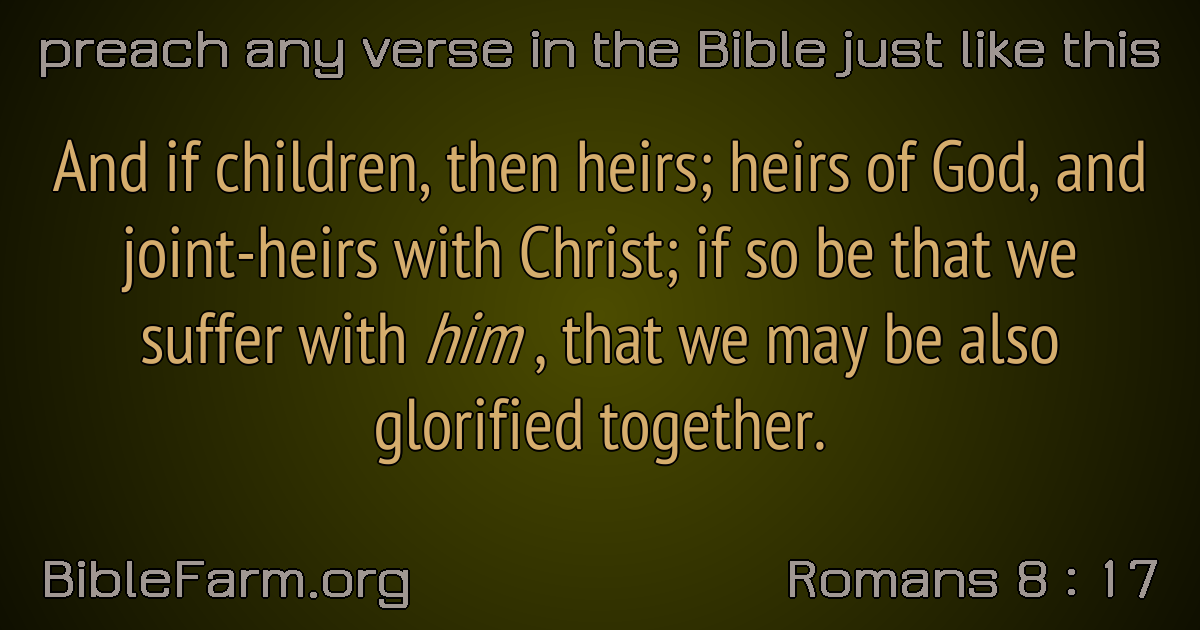 preach any verse in the Bible just like this
And if children, then heirs; heirs of God, and
joint-heirs with Christ; if so be that we
suffer with him , that we may be also
glorified together.
BibleFarm.org
Romans 8 : 17